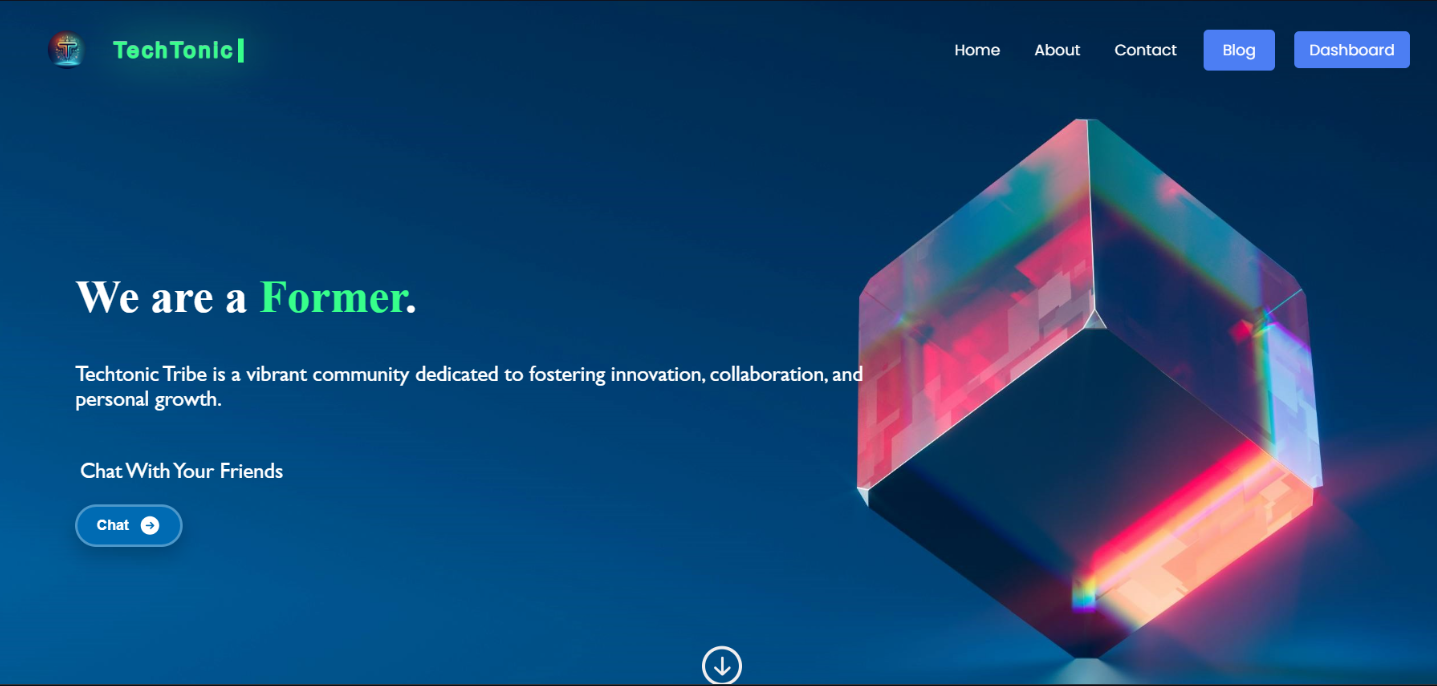 TechTonic
Home About Contact Blog Dashboard
We are a Former.
Techtonic Tribe is a vibrant community dedicated to fostering innovation, collaboration, and
personal growth.
Chat With Your Friends
Chat